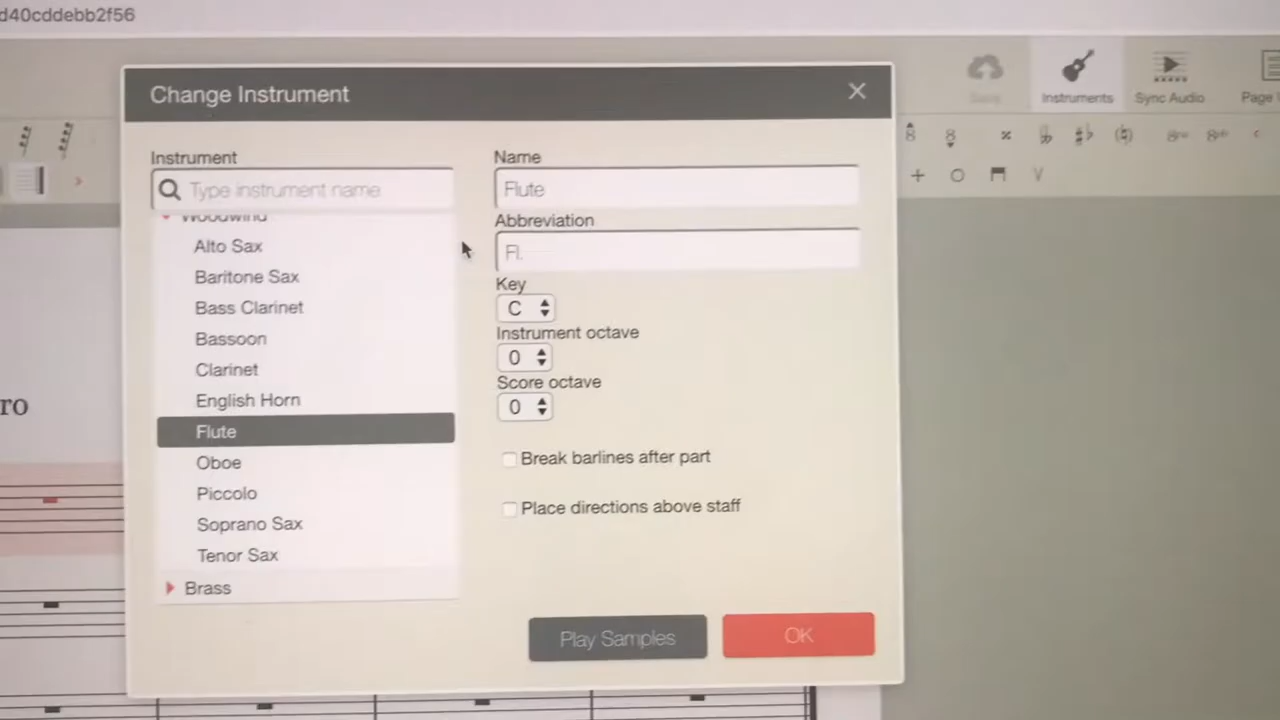 d40cddebb2f56
Change Instrument
Instruments
Sync Audio
Page
Instrument
Type instrument name
Woodwind
Alto Sax
Baritone Sax
Bass Clarinet
Bassoon
Clarinet
English Horn
Flute
Oboe
Piccolo
Soprano Sax
Tenor Sax
Brass
Name
Flute
Abbreviation
Fl.
Key
C
Instrument octave
0
Score octave
0
Break barlines after part
Place directions above staff
Play Samples
OK
ro